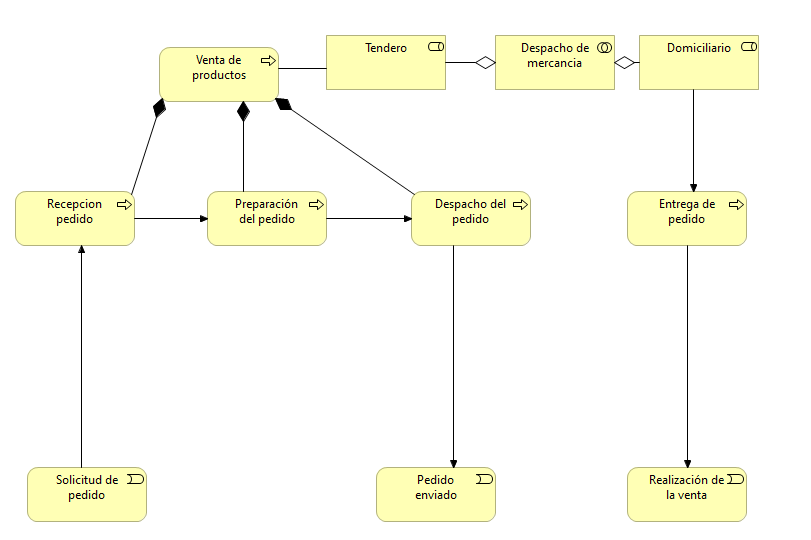 Venta de
productos
Tendero
Despacho de
mercancia
Domiciliario
Recepcion
pedido
Preparación
del pedido
Despacho del
pedido
Entrega de
pedido
Solicitud de
pedido
Pedido
enviado
Realización de
la venta